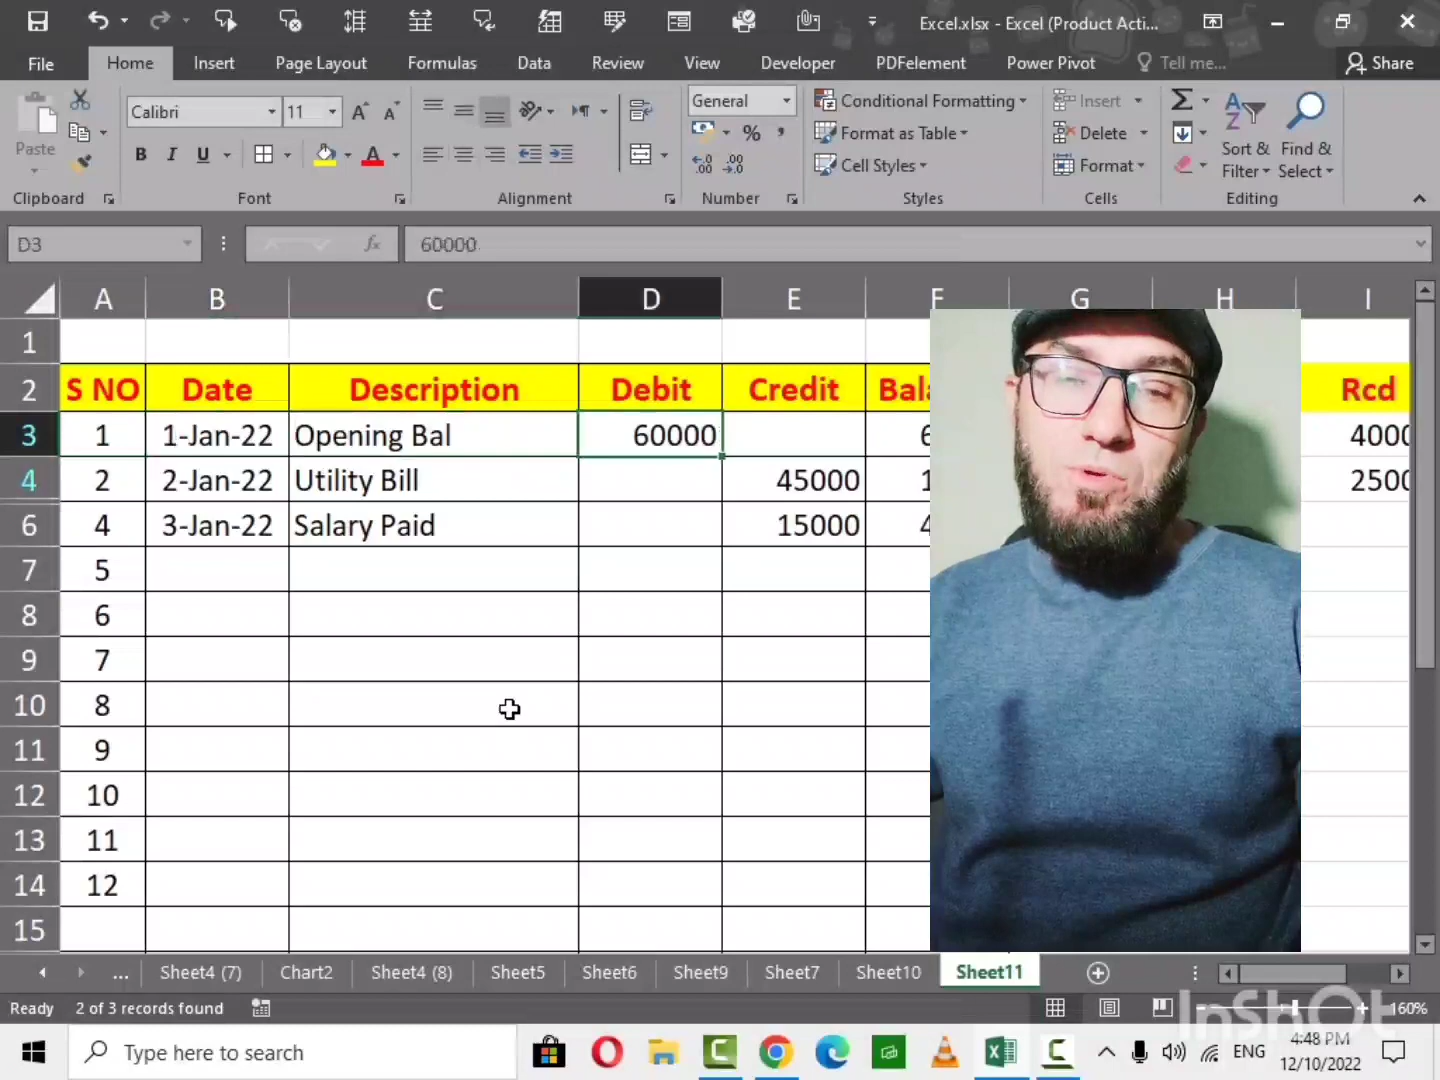 Excel.xlsx - Excel (Product Acti...
File Home Insert Page Layout Formulas Data Review View Developer PDFelement Power Pivot Tell me... Share
Paste
Clipboard
Calibri 11
B I U
Font
Alignment
General
Number
Conditional Formatting
Format as Table
Cell Styles
Styles
Insert
Delete
Format
Cells
Sort & Filter
Find & Select
Editing
D3 fx 60000
A B C D E F G H I
1
2 S NO Date Description Debit Credit Rcd
3 1 1-Jan-22 Opening Bal 60000
4 2 2-Jan-22 Utility Bill 45000
6 4 3-Jan-22 Salary Paid 15000
7 5
8 6
9 7
10 8
11 9
12 10
13 11
14 12
15
... Sheet4 (7) Chart2 Sheet4 (8) Sheet5 Sheet6 Sheet9 Sheet7 Sheet10 Sheet11
Ready 2 of 3 records found 160%
InShOt
Type here to search ENG 4:48 PM
12/10/2022